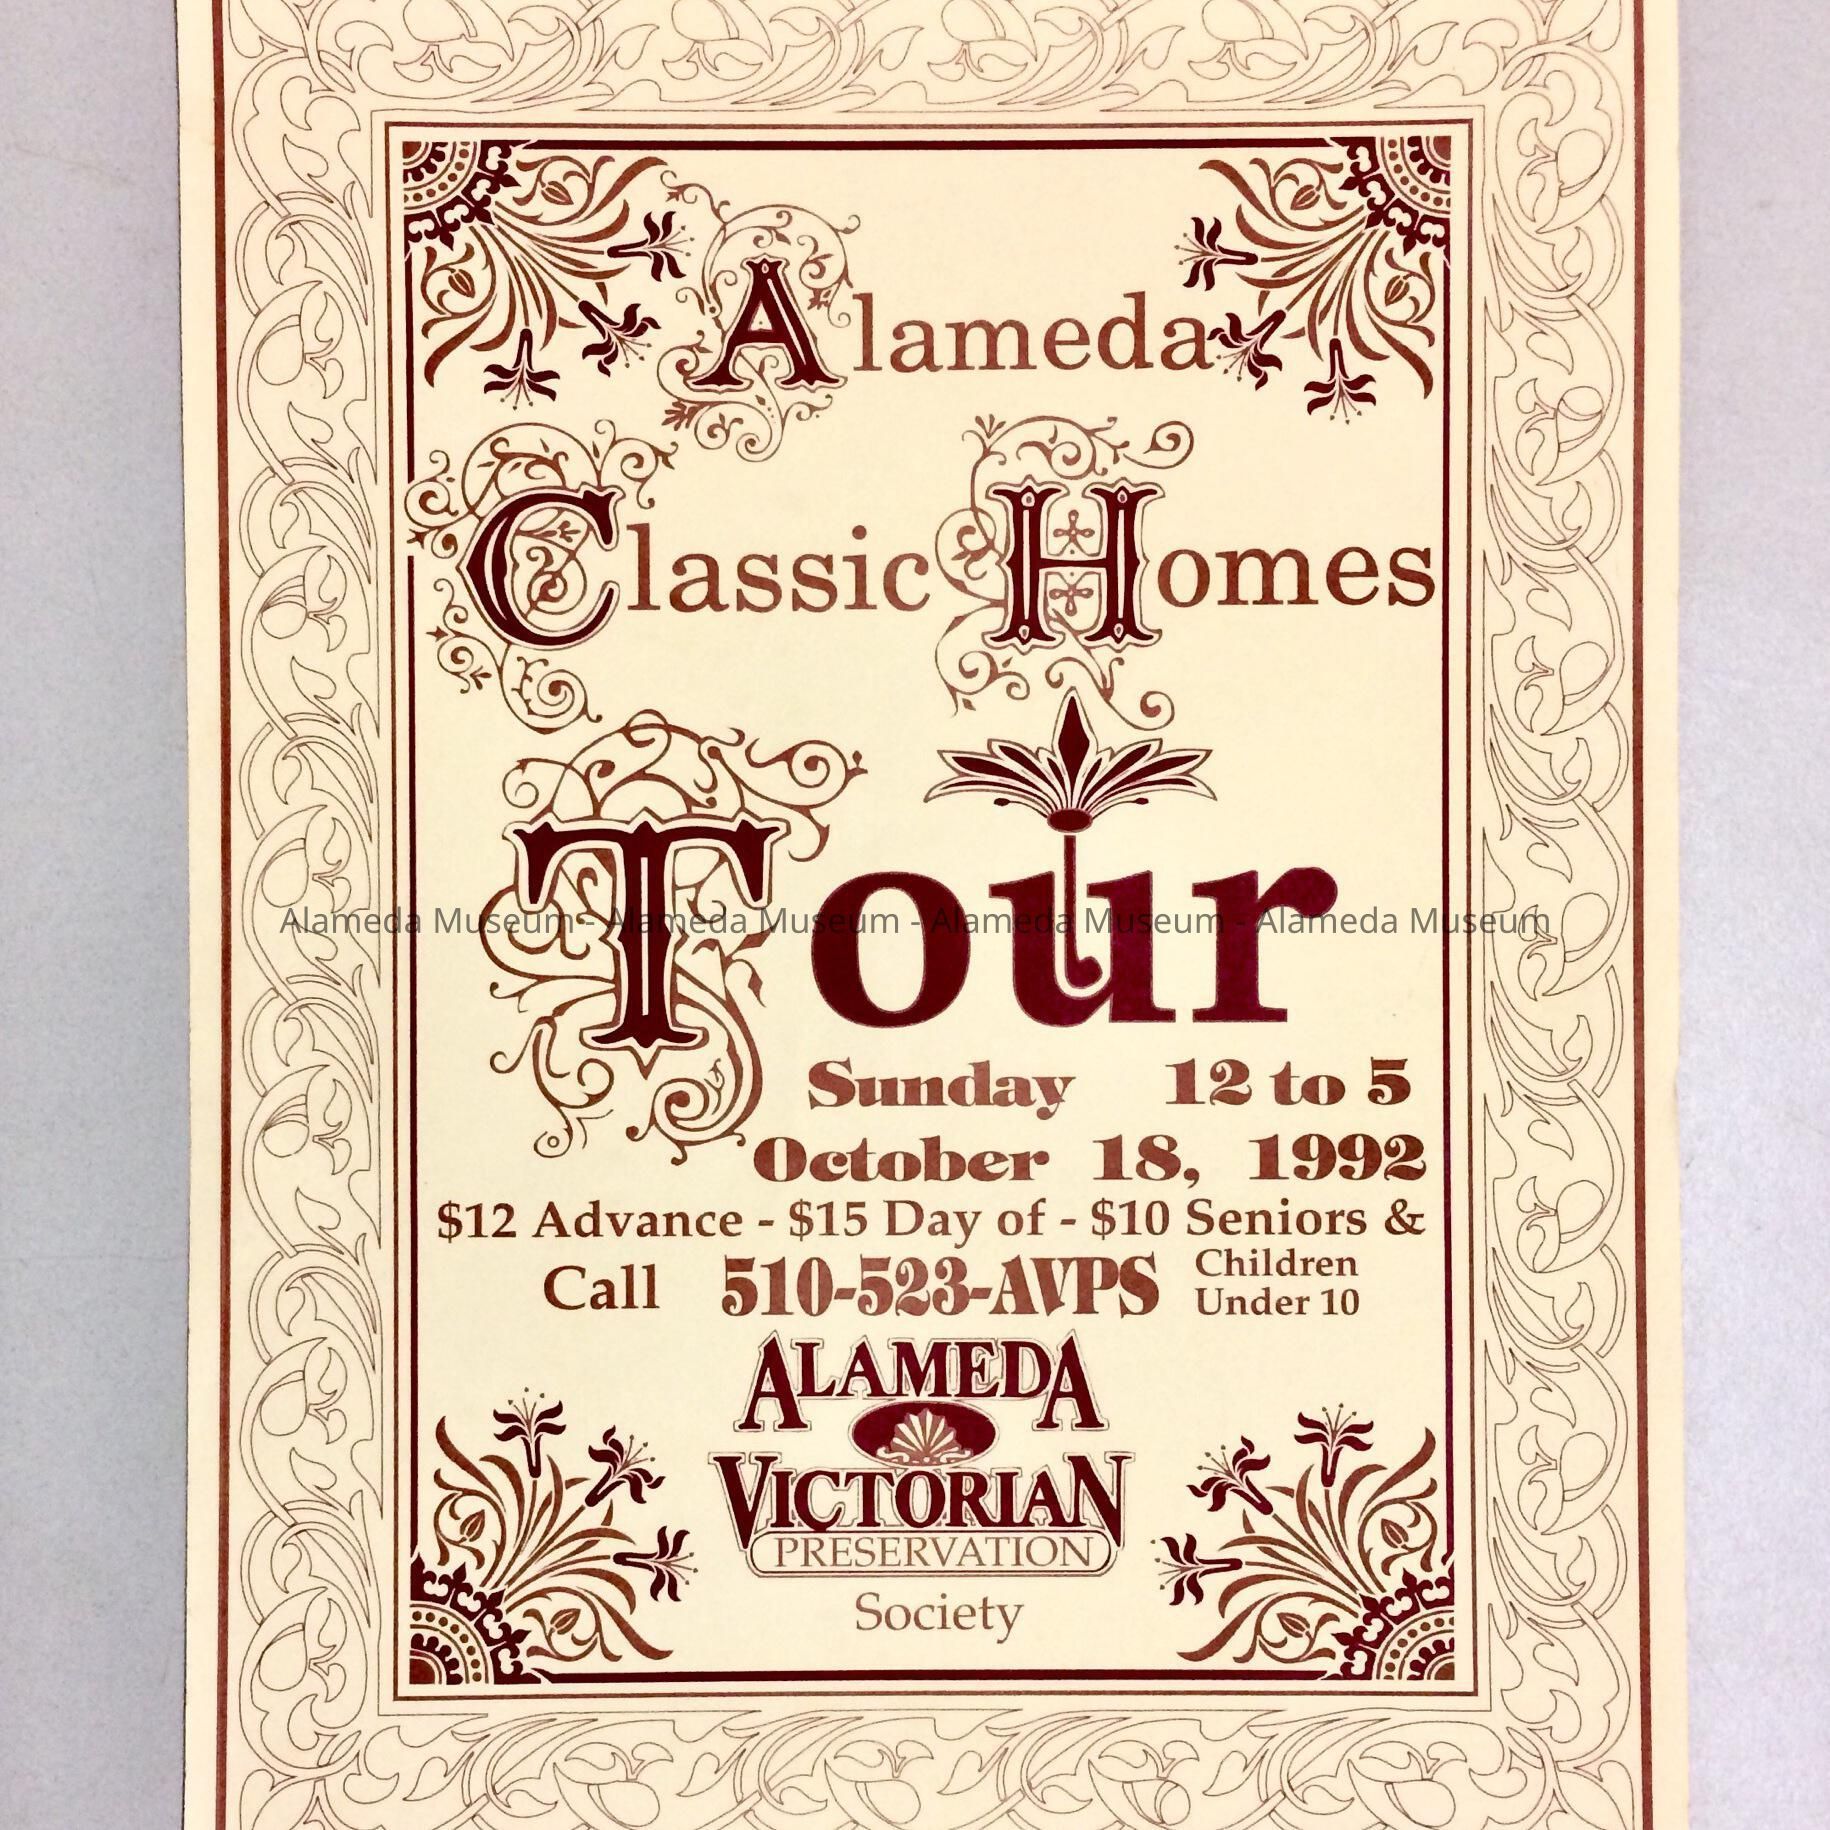 Alameda
Classic Homes
Tour
Alameda Museum - Alameda Museum - Alameda Museum - Alameda Museum
Sunday 12 to 5
October 18, 1992
$12 Advance - $15 Day of - $10 Seniors &
Children
Under 10
Call 510-523-AVPS
ALAMEDA
VICTORIAN
PRESERVATION
Society